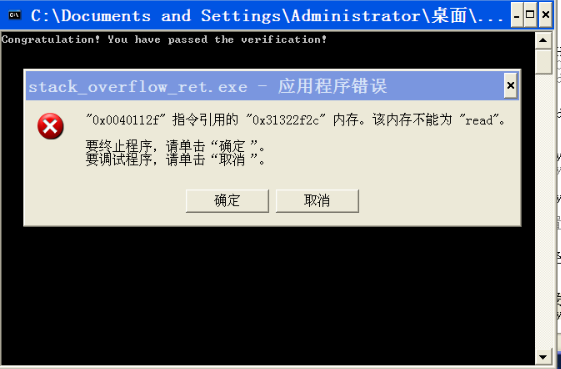 C:\Documents and Settings\Administrator\桌面\...
Congratulation! You have passed the verification!
stack_overflow_ret.exe - 应用程序错误
"0x0040112f" 指令引用的 "0x31322f2c" 内存。该内存不能为 "read"。
要终止程序，请单击“确定 ”。
要调试程序，请单击“取消 ”。
确定 取消